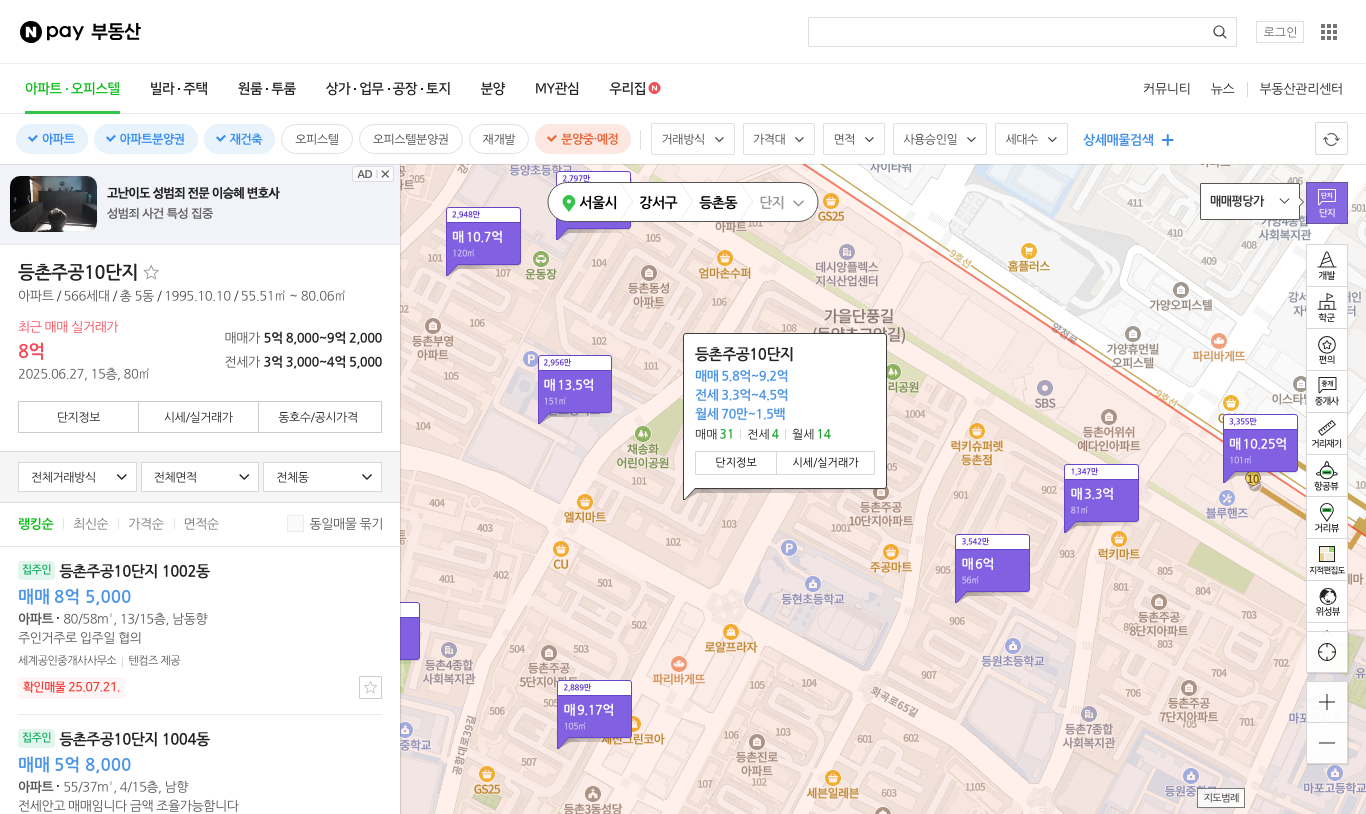 N pay 부동산
로그인
아파트·오피스텔 빌라·주택 원룸·투룸 상가·업무·공장·토지 분양 MY관심 우리집 N
커뮤니티 뉴스 부동산관리센터
아파트 아파트분양권 재건축 오피스텔 오피스텔분양권 재개발 분양중·예정
거래방식 가격대 면적 사용승인일 세대수 상세매물검색
AD
고난이도 성범죄 전문 이승혜 변호사
성범죄 사건 특성 집중
등촌주공10단지
아파트 / 566세대 / 총 5동 / 1995.10.10 / 55.51㎡ ~ 80.06㎡
최근 매매 실거래가
8억
2025.06.27, 15층, 80㎡
매매가 5억 8,000~9억 2,000
전세가 3억 3,000~4억 5,000
단지정보 시세/실거래가 동호수/공시가격
전체거래방식 전체면적 전체동
랭킹순 최신순 가격순 면적순 동일매물 묶기
집주인 등촌주공10단지 1002동
매매 8억 5,000
아파트 · 80/58㎡, 13/15층, 남동향
주인거주로 입주일 협의
세계공인중개사사무소 텐컴즈 제공
확인매물 25.07.21.
집주인 등촌주공10단지 1004동
매매 5억 8,000
아파트 · 55/37㎡, 4/15층, 남향
전세안고 매매입니다 금액 조율가능합니다
서울시 강서구 등촌동 단지
매매평당가
단지
단지
개발
학군
편의
중개
중개사
거리재기
항공뷰
거리뷰
지적편집도
위성뷰
지도범례
등촌주공10단지
매매 5.8억~9.2억
전세 3.3억~4.5억
월세 70만~1.5백
매매 31 전세 4 월세 14
단지정보 시세/실거래가
2,797만
2,948만
매 10.7억
120㎡
2,956만
매 13.5억
151㎡
3,355만
매 10.25억
101㎡
1,347만
매 3.3억
81㎡
3,542만
매 6억
56㎡
2,889만
매 9.17억
105㎡
등양초등학교
사이타워
GS25
운동장
등촌동성
아파트
엄마손수퍼
데시앙플렉스
지식산업센터
홈플러스
9호선
가양4단지
사회복지관
가양오피스텔
가을단풍길
등촌부영
아파트
가양휴먼빌
오피스텔
파리바게뜨
양천로
SBS
9호선
럭키슈퍼렛
등촌점
등촌어위쉬
예다인아파트
채송화
어린이공원
엘지마트
CU
등촌주공
10단지아파트
주공마트
블루핸즈
럭키마트
등현초등학교
등촌주공
8단지아파트
로얄프라자
등원초등학교
등촌4종합
사회복지관
등촌주공
5단지아파트
파리바게뜨
화곡로65길
등촌주공
7단지아파트
등촌7종합
사회복지관
공항대로39길
등촌진로
아파트
GS25
세븐일레븐
등촌3동성당
마포고등학교